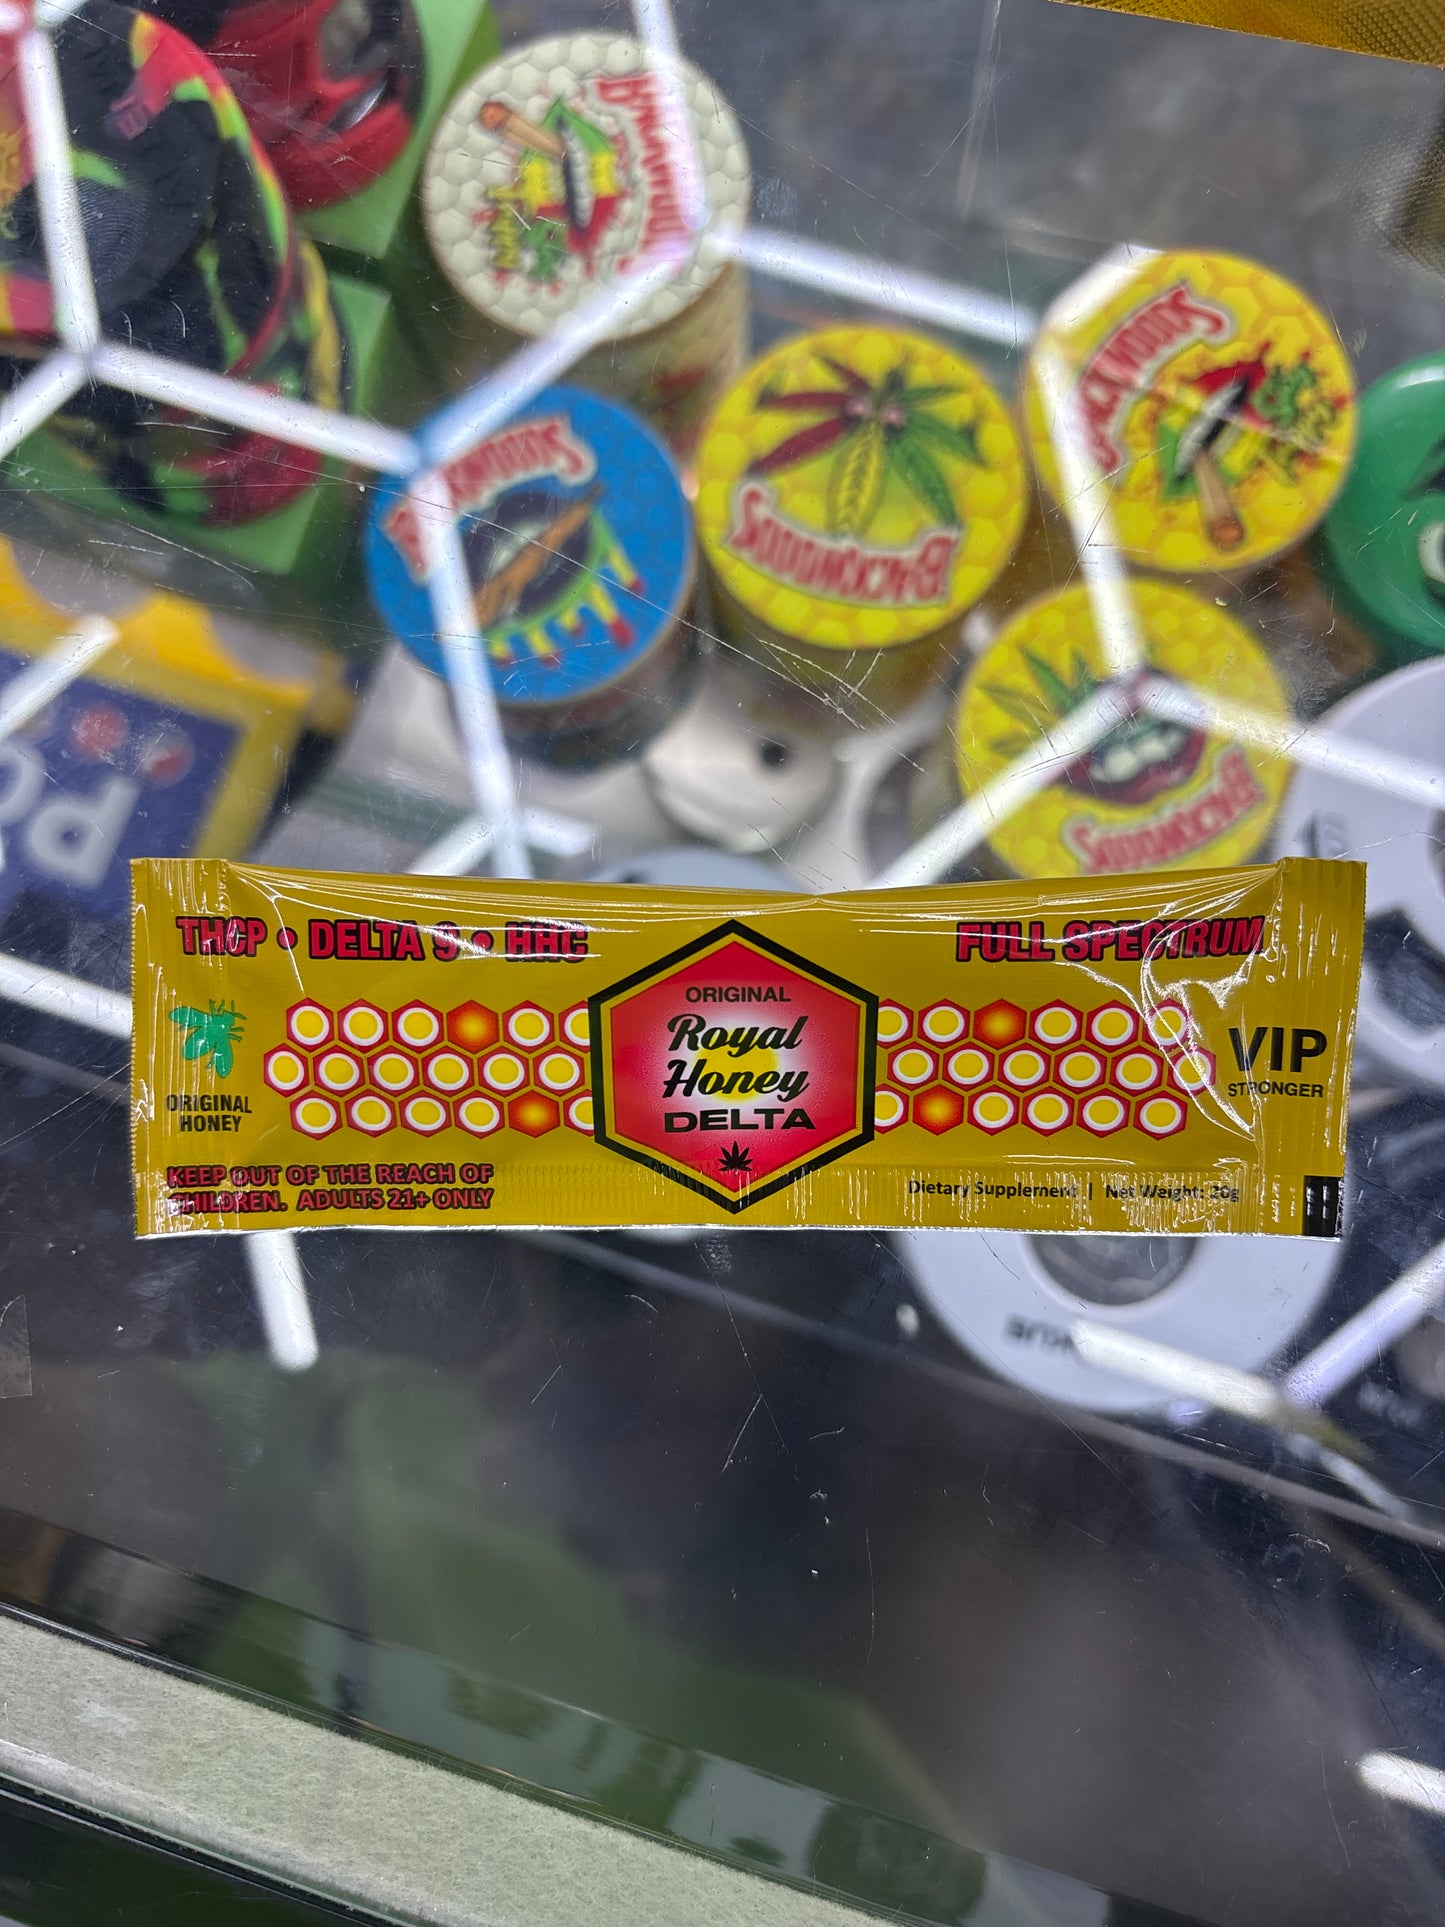 BACKWOODS
BACKWOODS
BACKWOODS
BACKWOODS
BACKWOODS
THCP • DELTA 9 • HHC
FULL SPECTRUM
ORIGINAL
Royal
Honey
DELTA
ORIGINAL
HONEY
VIP
STRONGER
KEEP OUT OF THE REACH OF
CHILDREN. ADULTS 21+ ONLY
Dietary Supplement | Net Weight: 20g